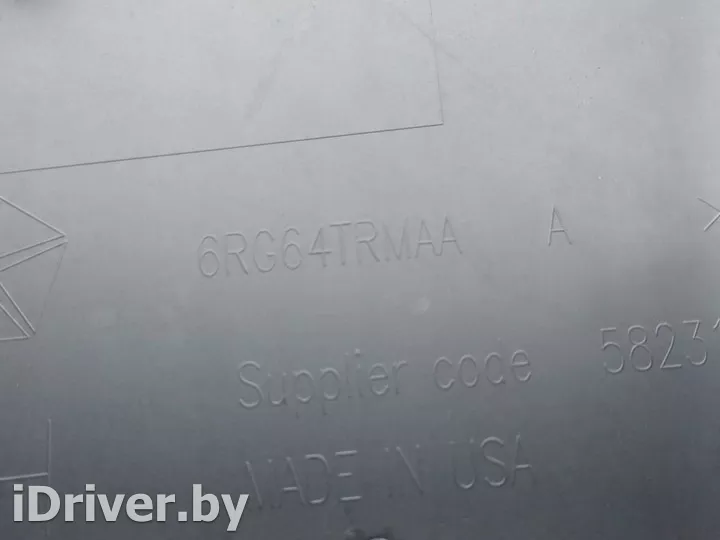 6RG64TRMAA A
Supplier code 5823
MADE IN USA
iDriver.by